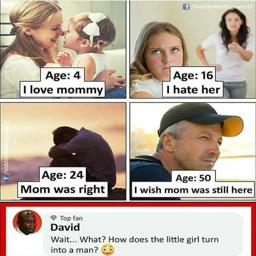 Age: 4
I love mommy
Age: 16
I hate her
Age: 24
Mom was right
Age: 50
I wish mom was still here
Top fan
David
Wait... What? How does the little girl turn
into a man? 😳